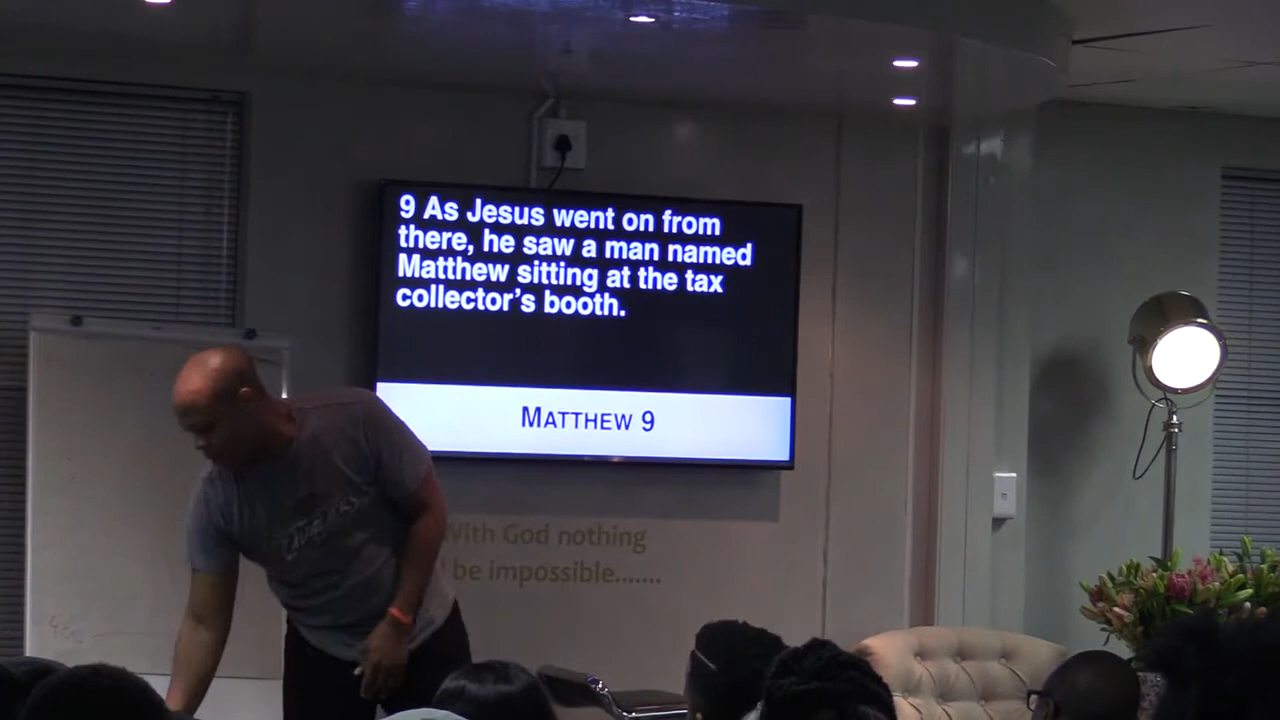 9 As Jesus went on from
there, he saw a man named
Matthew sitting at the tax
collector's booth.
MATTHEW 9
With God nothing
be impossible.......